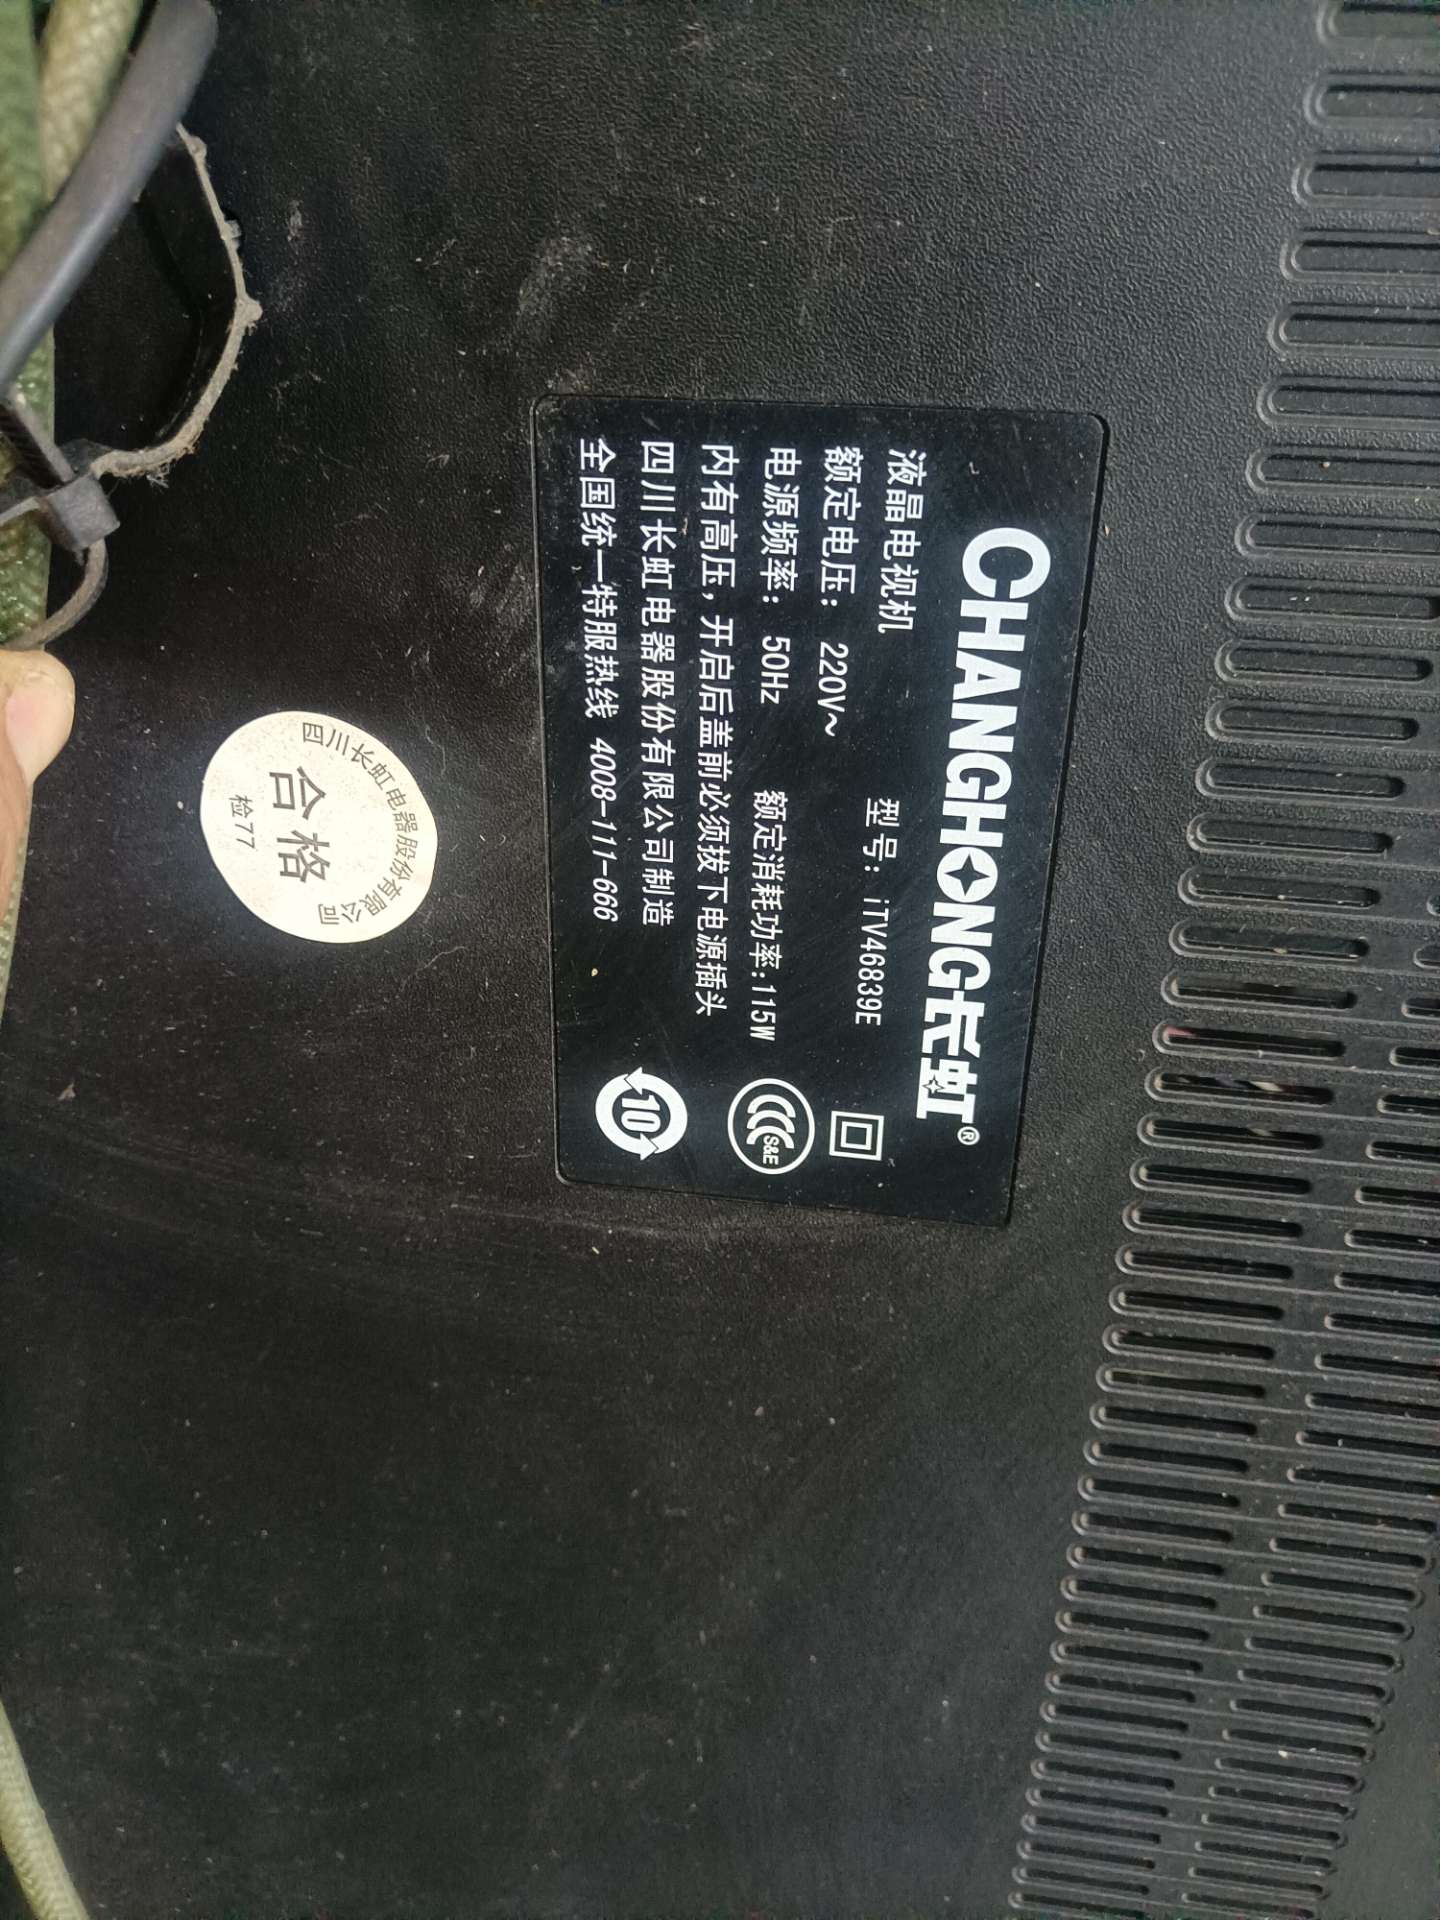 CHANGHONG长虹®
液晶电视机
型号: iTV46839E
额定电压: 220V~
电源频率: 50Hz
额定消耗功率:115W
内有高压,开启后盖前必须拔下电源插头
四川长虹电器股份有限公司制造
全国统一特服热线 4008-111-666
S&E
10
四川长虹电器股份有限公司
合格
检77